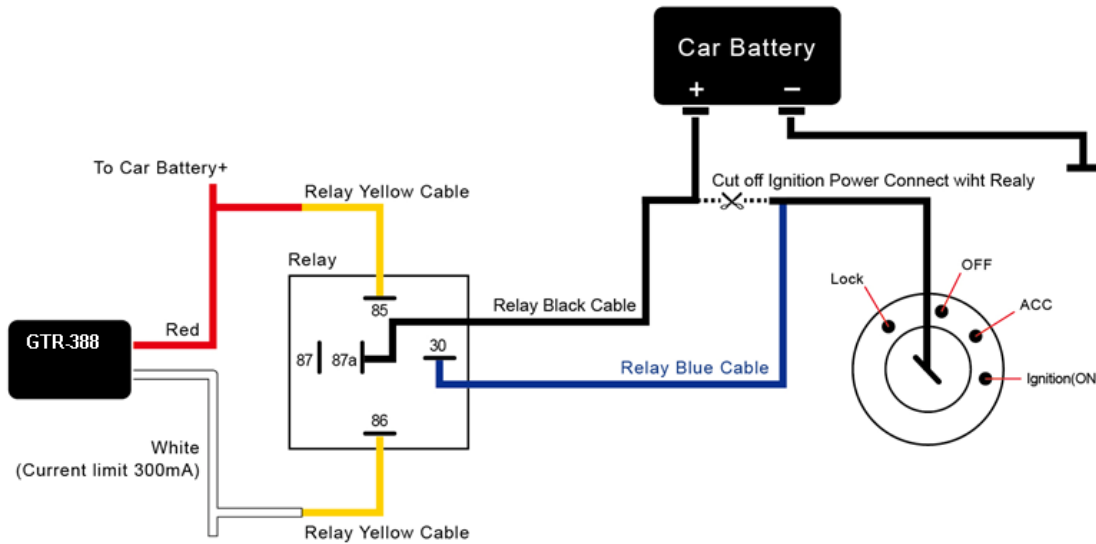 Car Battery
+ −
To Car Battery+
Relay Yellow Cable
Cut off Ignition Power Connect wiht Realy
Relay
85
Relay Black Cable
OFF
Lock
ACC
GTR-388
Red
87
87a
30
Relay Blue Cable
Ignition(ON
86
White
(Current limit 300mA)
Relay Yellow Cable